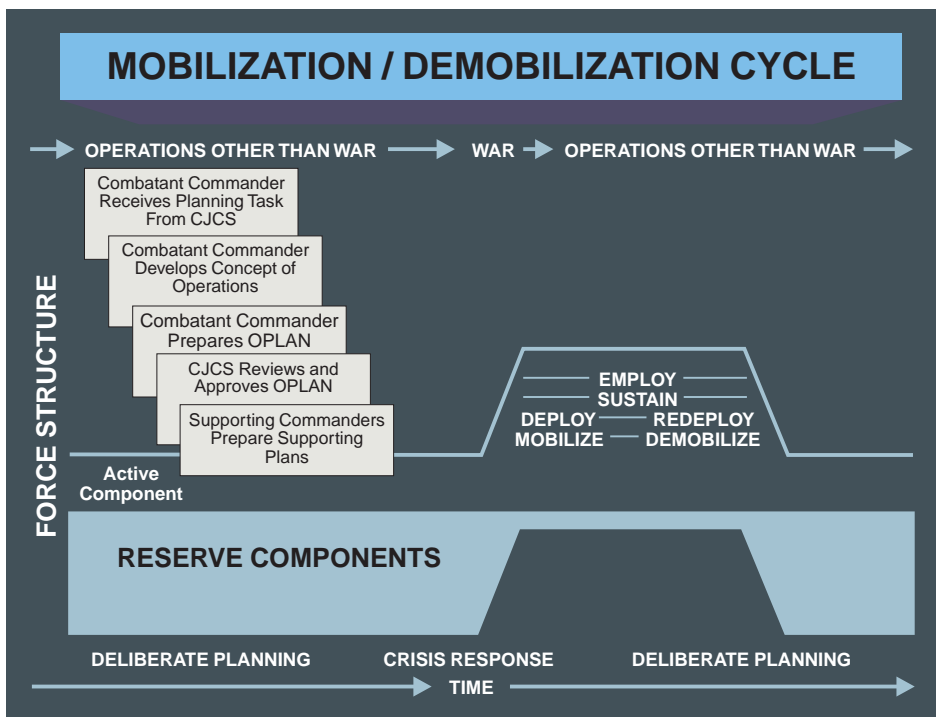 MOBILIZATION / DEMOBILIZATION CYCLE
OPERATIONS OTHER THAN WAR
WAR
OPERATIONS OTHER THAN WAR
Combatant Commander
Receives Planning Task
From CJCS
Combatant Commander
Develops Concept of
Operations
Combatant Commander
Prepares OPLAN
CJCS Reviews and
Approves OPLAN
Supporting Commanders
Prepare Supporting
Plans
FORCE STRUCTURE
EMPLOY
SUSTAIN
DEPLOY REDEPLOY
MOBILIZE DEMOBILIZE
Active
Component
RESERVE COMPONENTS
DELIBERATE PLANNING
CRISIS RESPONSE
DELIBERATE PLANNING
TIME